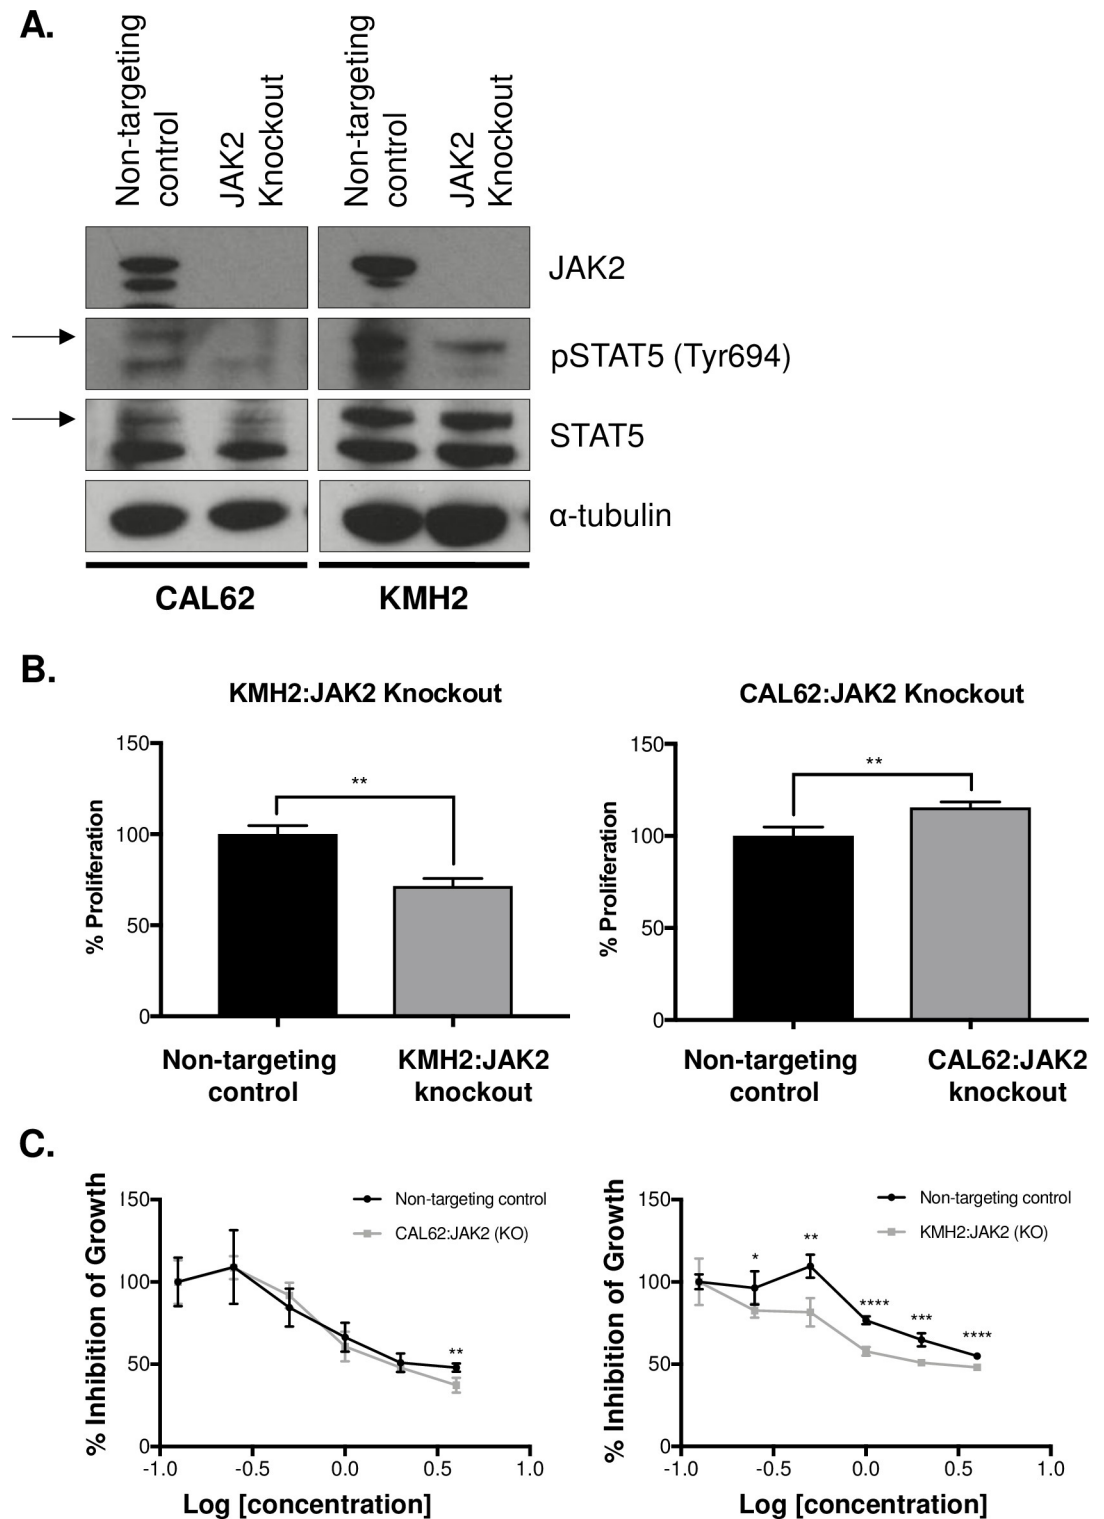 A.
Non-targeting
control
JAK2
Knockout
Non-targeting
control
JAK2
Knockout
JAK2
pSTAT5 (Tyr694)
STAT5
α-tubulin
CAL62
KMH2
B.
KMH2:JAK2 Knockout
% Proliferation
150
**
100
50
0
Non-targeting
control
KMH2:JAK2
knockout
CAL62:JAK2 Knockout
% Proliferation
150
**
100
50
0
Non-targeting
control
CAL62:JAK2
knockout
C.
% Inhibition of Growth
150
Non-targeting control
CAL62:JAK2 (KO)
100
**
50
0
-1.0 -0.5 0.0 0.5 1.0
Log [concentration]
% Inhibition of Growth
150
Non-targeting control
KMH2:JAK2 (KO)
* ** **** *** ****
100
50
0
-1.0 -0.5 0.0 0.5 1.0
Log [concentration]